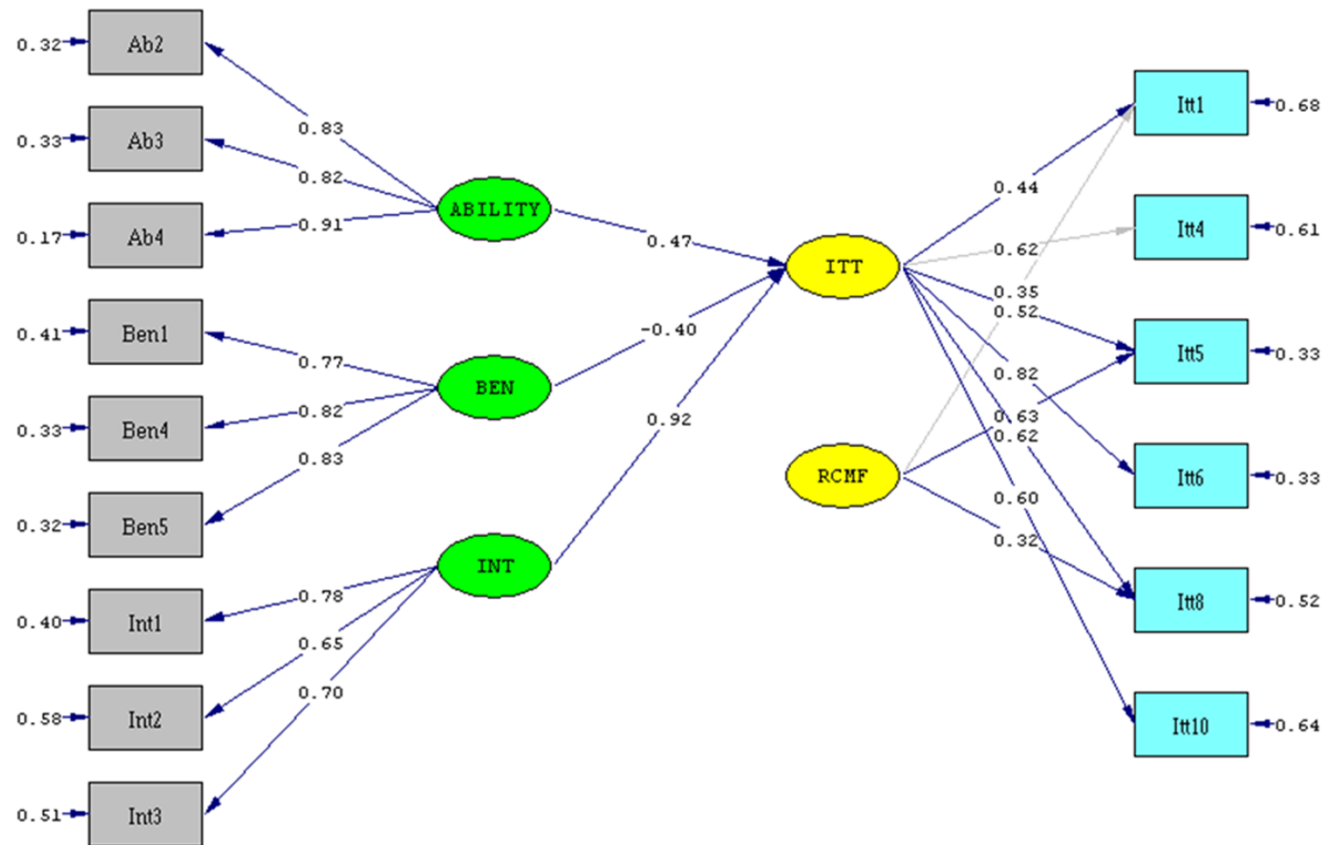 0.32
Ab2
0.33
Ab3
0.17
Ab4
0.41
Ben1
0.33
Ben4
0.32
Ben5
0.40
Int1
0.58
Int2
0.51
Int3
0.83
0.82
0.91
0.77
0.82
0.83
0.78
0.65
0.70
ABILITY
BEN
INT
0.47
-0.40
0.92
ITT
RCMF
0.44
0.62
0.35
0.52
0.82
0.63
0.62
0.60
0.32
Itt1
0.68
Itt4
0.61
Itt5
0.33
Itt6
0.33
Itt8
0.52
Itt10
0.64